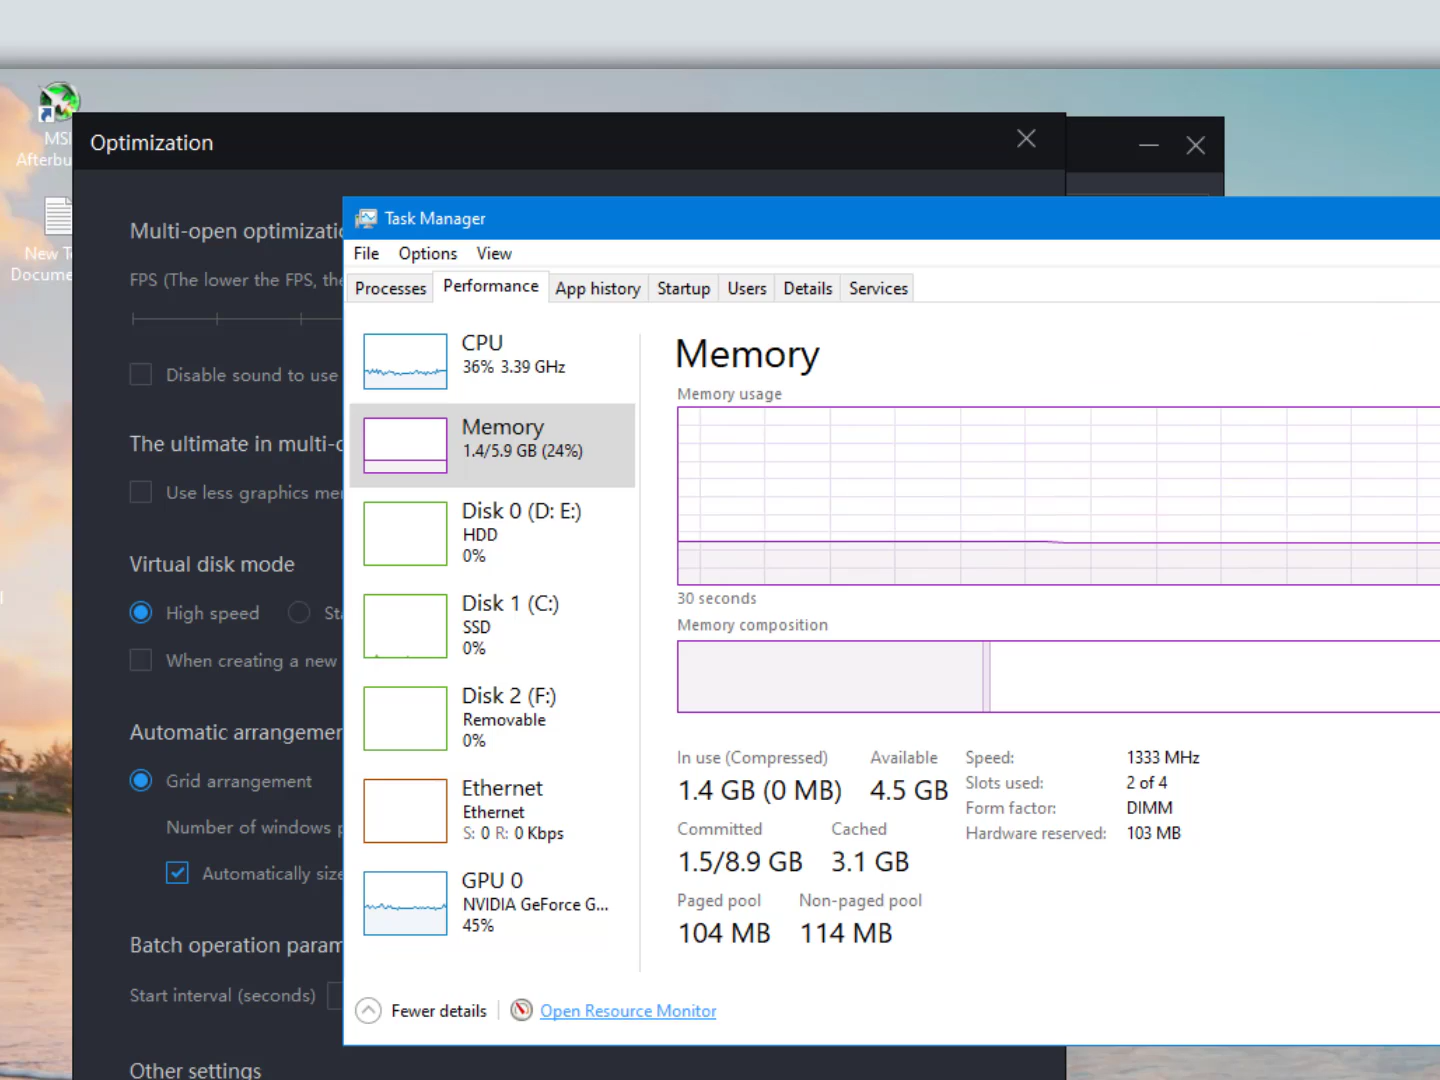 MSI
Afterbu
New T
Docume
Optimization
Multi-open optimizatio
FPS (The lower the FPS, the
Disable sound to use
The ultimate in multi-o
Use less graphics me
Virtual disk mode
High speed
Sta
When creating a new
Automatic arrangemen
Grid arrangement
Number of windows p
Automatically size
Batch operation param
Start interval (seconds)
Other settings
Task Manager
File Options View
Processes Performance App history Startup Users Details Services
CPU
36% 3.39 GHz
Memory
1.4/5.9 GB (24%)
Disk 0 (D: E:)
HDD
0%
Disk 1 (C:)
SSD
0%
Disk 2 (F:)
Removable
0%
Ethernet
Ethernet
S: 0 R: 0 Kbps
GPU 0
NVIDIA GeForce G...
45%
Memory
Memory usage
30 seconds
Memory composition
In use (Compressed) Available
1.4 GB (0 MB) 4.5 GB
Committed Cached
1.5/8.9 GB 3.1 GB
Paged pool Non-paged pool
104 MB 114 MB
Speed: 1333 MHz
Slots used: 2 of 4
Form factor: DIMM
Hardware reserved: 103 MB
Fewer details
Open Resource Monitor